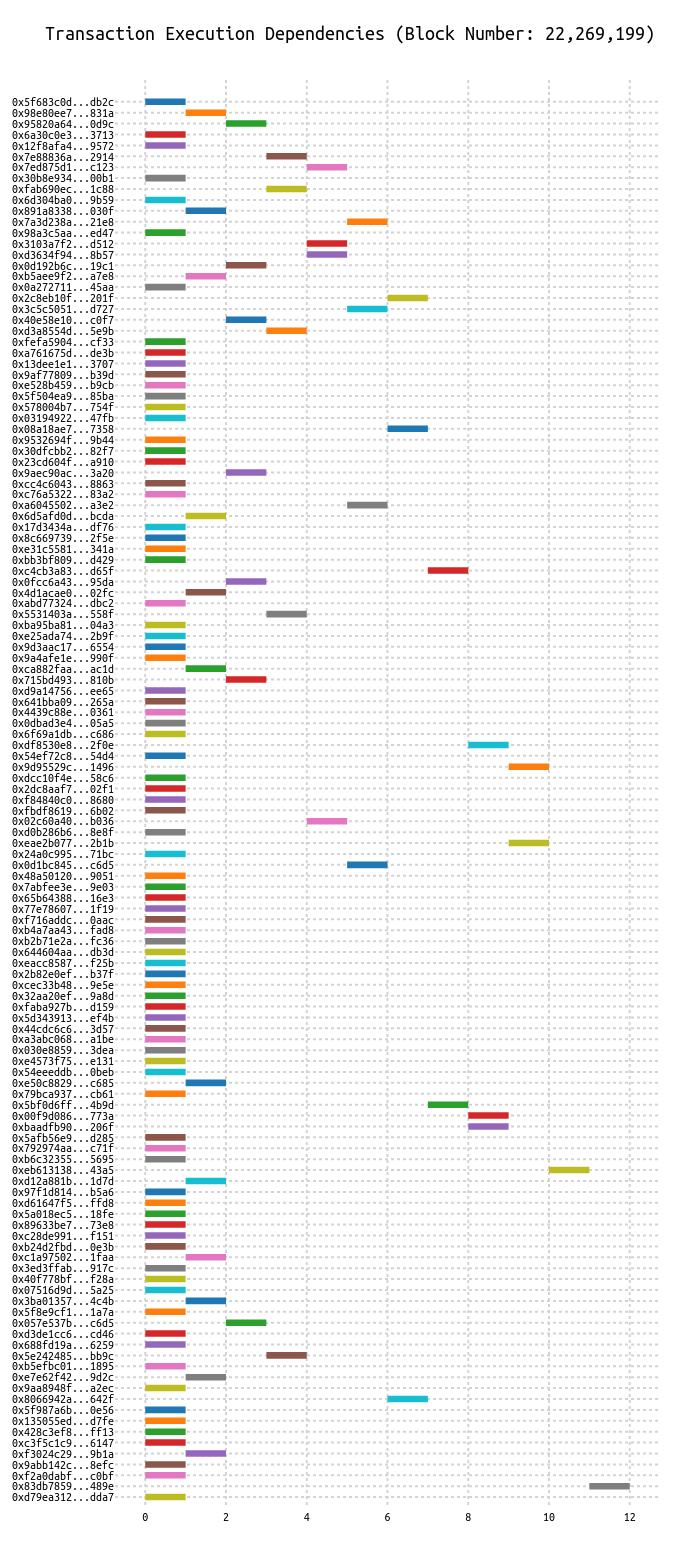 Transaction Execution Dependencies (Block Number: 22,269,199)
0x5f683c0d...db2c
0x98e80ee7...831a
0x95820a64...0d9c
0x6a30c0e3...3713
0x12f8afa4...9572
0x7e88836a...2914
0x7ed875d1...c123
0x30b8e934...00b1
0xfab690ec...1c88
0x6d304ba0...9b59
0x891a8338...030f
0x7a3d238a...21e8
0x98a3c5aa...ed47
0x3103a7f2...d512
0xd3634f94...8b57
0x0d192b6c...19c1
0xb5aee9f2...a7e8
0x0a272711...45aa
0x2c8eb10f...201f
0x3c5c5051...d727
0x40e58e10...c0f7
0xd3a8554d...5e9b
0xfefa5904...cf33
0xa761675d...de3b
0x13dee1e1...3707
0x9af77809...b39d
0xe528b459...b9cb
0x5f504ea9...85ba
0x578004b7...754f
0x03194922...47fb
0x08a18ae7...7358
0x9532694f...9b44
0x30dfcbb2...82f7
0x23cd604f...a910
0x9aec90ac...3a20
0xcc4c6043...8863
0xc76a5322...83a2
0xa6045502...a3e2
0x6d5afd0d...bcda
0x17d3434a...df76
0x8c669739...2f5e
0xe31c5581...341a
0xbb3bf809...d429
0xc4cb3a83...d65f
0x0fcc6a43...95da
0x4d1acae0...02fc
0xabd77324...dbc2
0x5531403a...558f
0xba95ba81...04a3
0xe25ada74...2b9f
0x9d3aac17...6554
0x9a4afe1e...990f
0xca882faa...ac1d
0x715bd493...810b
0xd9a14756...ee65
0x641bba09...265a
0x4439c88e...0361
0x0dbad3e4...05a5
0x6f69a1db...c686
0xdf8530e8...2f0e
0x54ef72c8...54d4
0x9d95529c...1496
0xdcc10f4e...58c6
0x2dc8aaf7...02f1
0xf84840c0...8680
0xfbdf8619...6b02
0x02c60a40...b036
0xd0b286b6...8e8f
0xeae2b077...2b1b
0x24a0c995...71bc
0x0d1bc845...c6d5
0x48a50120...9051
0x7abfee3e...9e03
0x65b64388...16e3
0x77e78607...1f19
0xf716addc...0aac
0xb4a7aa43...fad8
0xb2b71e2a...fc36
0x644604aa...db3d
0xeacc8587...f25b
0x2b82e0ef...b37f
0xcec33b48...9e5e
0x32aa20ef...9a8d
0xfaba927b...d159
0x5d343913...ef4b
0x44cdc6c6...3d57
0xa3abc068...a1be
0x030e8859...3dea
0xe4573f75...e131
0x54eeeddb...0beb
0xe50c8829...c685
0x79bca937...cb61
0x5bf0d6ff...4b9d
0x00f9d086...773a
0xbaadfb90...206f
0x5afb56e9...d285
0x792974aa...c71f
0xb6c32355...5695
0xeb613138...43a5
0xd12a881b...1d7d
0x97f1d814...b5a6
0xd61647f5...ffd8
0x5a018ec5...18fe
0x89633be7...73e8
0xc28de991...f151
0xb24d2fbd...0e3b
0xc1a97502...1faa
0x3ed3ffab...917c
0x40f778bf...f28a
0x07516d9d...5a25
0x3ba01357...4c4b
0x5f8e9cf1...1a7a
0x057e537b...c6d5
0xd3de1cc6...cd46
0x688fd19a...6259
0x5e242485...bb9c
0xb5efbc01...1895
0xe7e62f42...9d2c
0x9aa8948f...a2ec
0x8066942a...642f
0x5f987a6b...0e56
0x135055ed...d7fe
0x428c3ef8...ff13
0xc3f5c1c9...6147
0xf3024c29...9b1a
0x9abb142c...8efc
0xf2a0dabf...c0bf
0x83db7859...489e
0xd79ea312...dda7
0 2 4 6 8 10 12